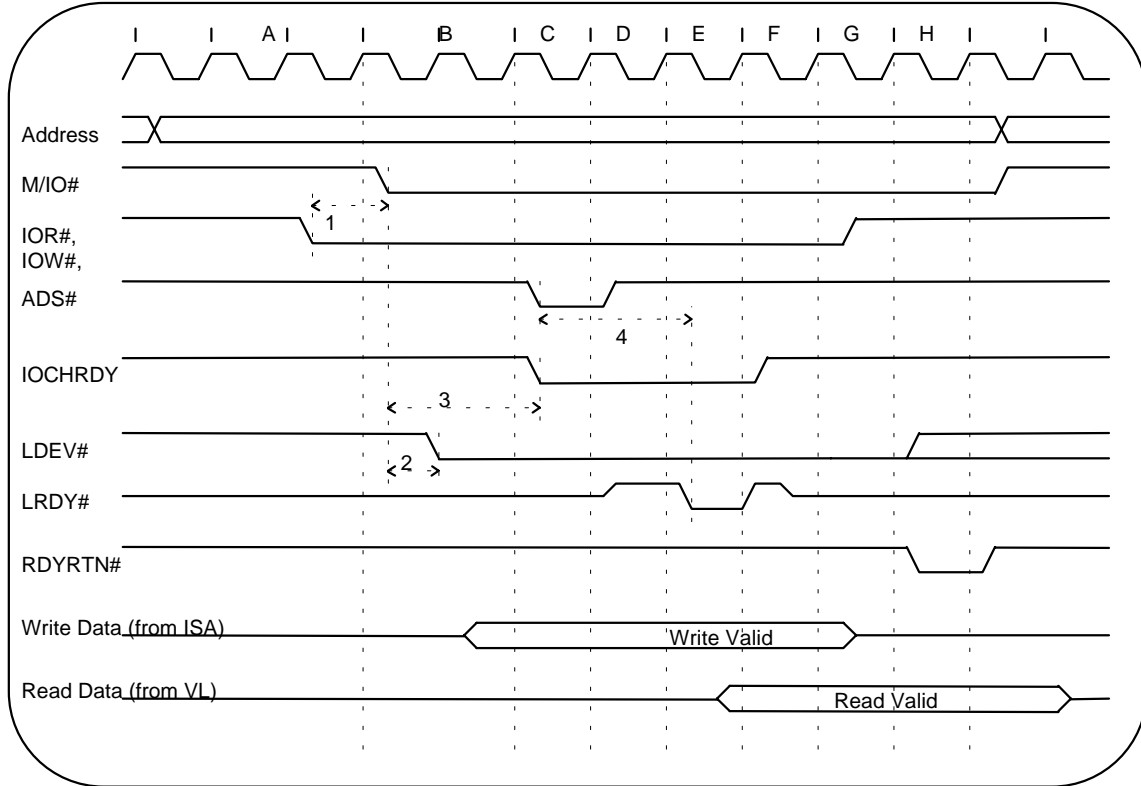 I I A I I B I C I D I E I F I G I H I I
Address
M/IO#
1
IOR#,
IOW#,
ADS#
4
IOCHRDY
3
LDEV#
2
LRDY#
RDYRTN#
Write Data (from ISA)
Write Valid
Read Data (from VL)
Read Valid